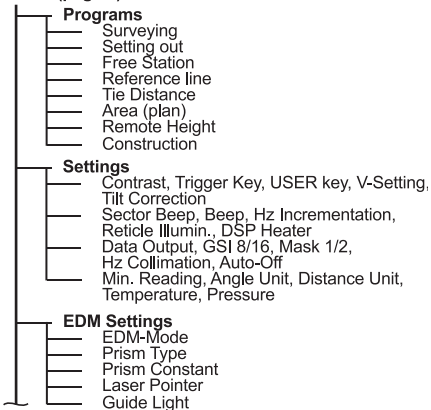 Programs
Surveying
Setting out
Free Station
Reference line
Tie Distance
Area (plan)
Remote Height
Construction
Settings
Contrast, Trigger Key, USER key, V-Setting,
Tilt Correction
Sector Beep, Beep, Hz Incrementation,
Reticle Illumin., DSP Heater
Data Output, GSI 8/16, Mask 1/2,
Hz Collimation, Auto-Off
Min. Reading, Angle Unit, Distance Unit,
Temperature, Pressure
EDM Settings
EDM-Mode
Prism Type
Prism Constant
Laser Pointer
Guide Light